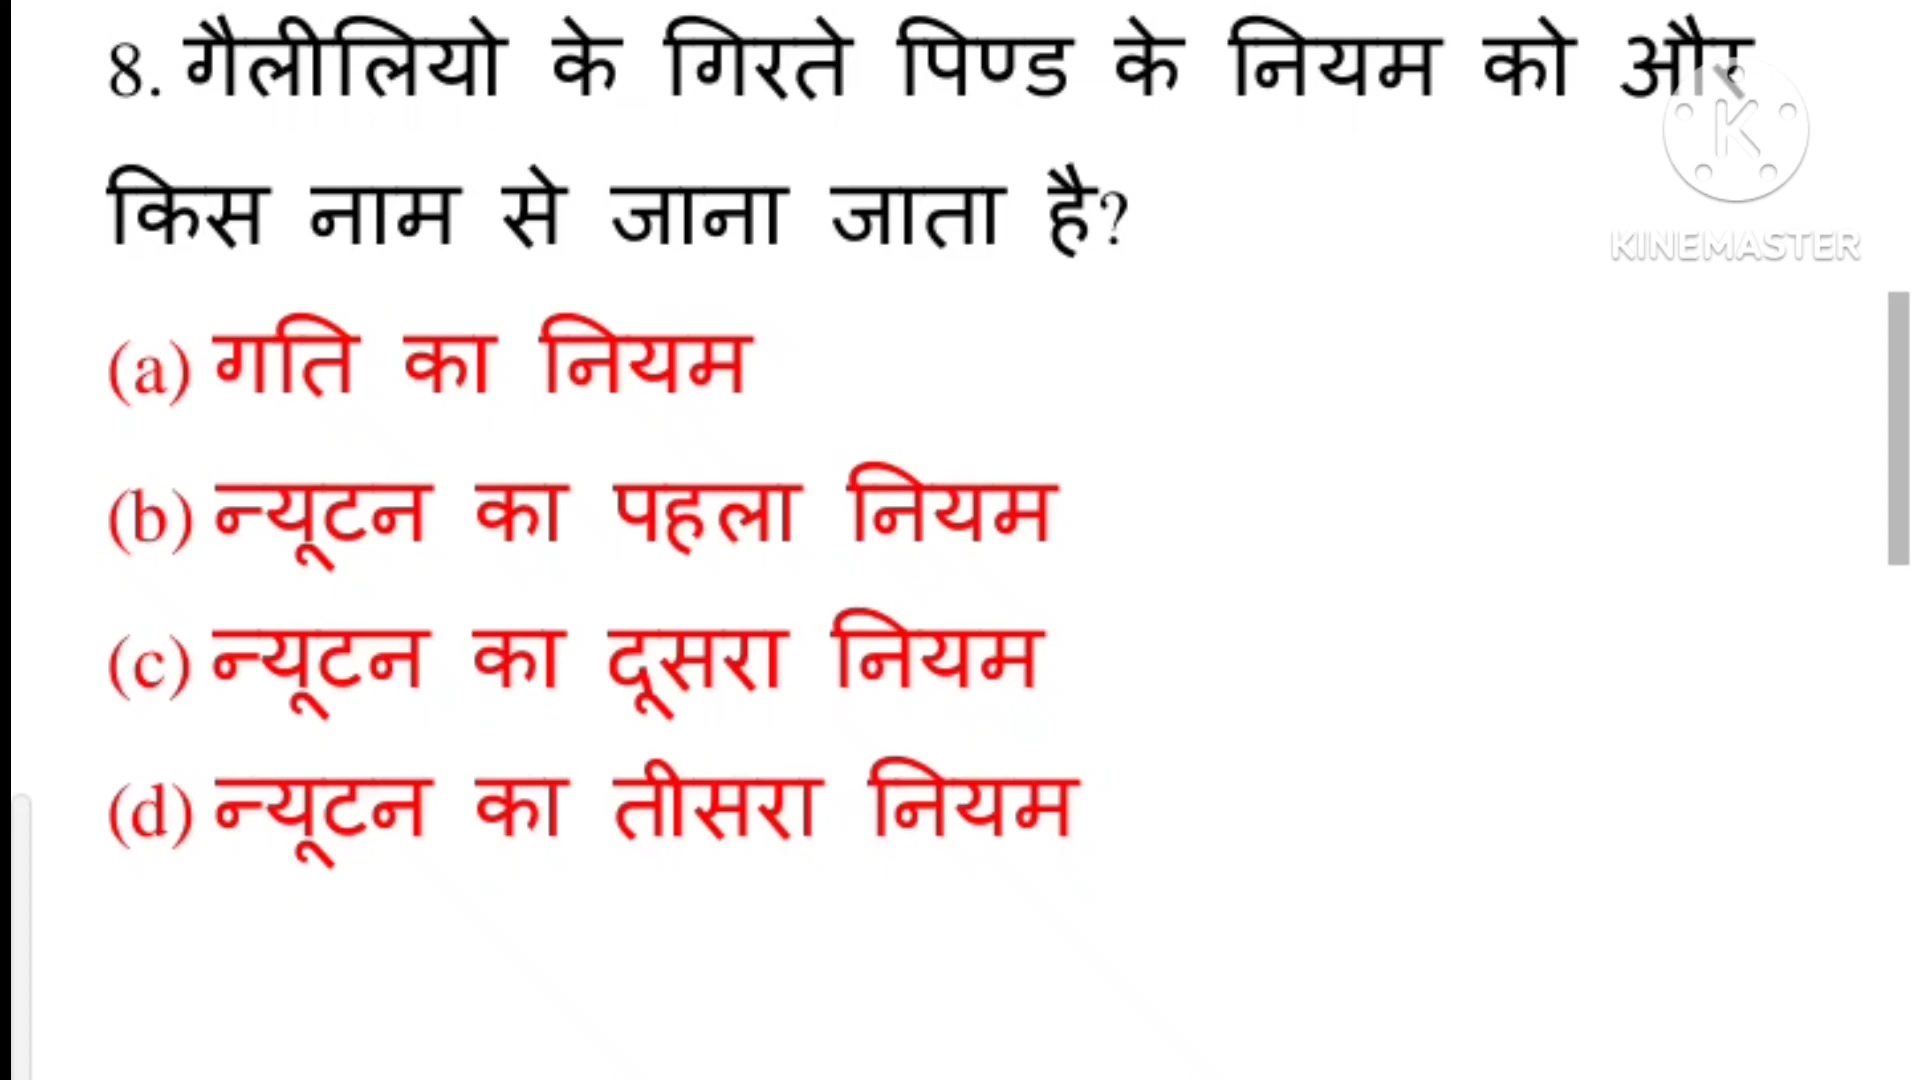 8. गैलीलियो के गिरते पिण्ड के नियम को और
किस नाम से जाना जाता है?
(a) गति का नियम
(b) न्यूटन का पहला नियम
(c) न्यूटन का दूसरा नियम
(d) न्यूटन का तीसरा नियम
K
KINEMASTER